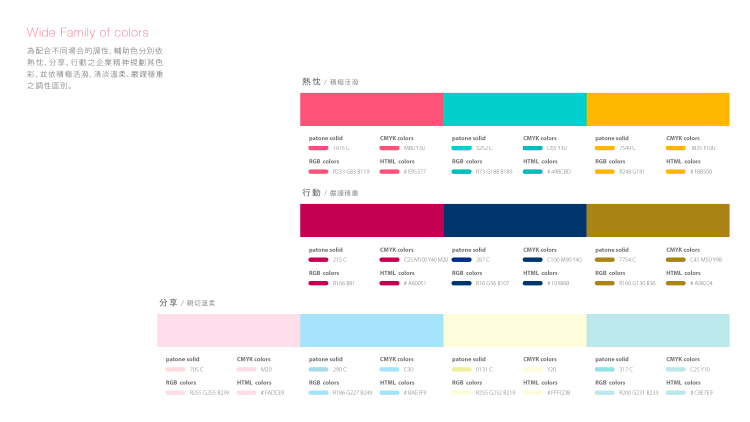 Wide Family of colors
為配合不同場合的調性, 輔助色分別依
熱忱、分享、行動之企業精神規劃其色
彩, 並依積極活潑、清淡溫柔、嚴謹穩重
之調性區別。
熱忱 / 積極活潑
patone solid CMYK colors patone solid CMYK colors patone solid CMYK colors
1915 C M80 Y30 3252 C C65 Y30 7549 C M35 Y100
RGB colors HTML colors RGB colors HTML colors RGB colors HTML colors
R233 G83 B119 # E95377 R73 G188 B189 # 49BCBD R248 G181 # F8B500
行動 / 嚴謹穩重
patone solid CMYK colors patone solid CMYK colors patone solid CMYK colors
215 C C25 M100 Y40 M20 287 C C100 M90 Y40 7754 C C45 M50 Y98
RGB colors HTML colors RGB colors HTML colors RGB colors HTML colors
R166 B81 # A60051 R16 G56 B107 R160 G130 B36 # A08224
分享 / 親切溫柔
patone solid CMYK colors patone solid CMYK colors patone solid CMYK colors patone solid CMYK colors
705 C M20 290 C C30 0131 C Y20 317 C C25 Y10
RGB colors HTML colors RGB colors HTML colors RGB colors HTML colors RGB colors HTML colors
R255 G255 B239 # FADCE9 R186 G227 B249 # BAE3F9 R255 G252 B219 # FFFCDB R200 G231 B233 # C8E7E9